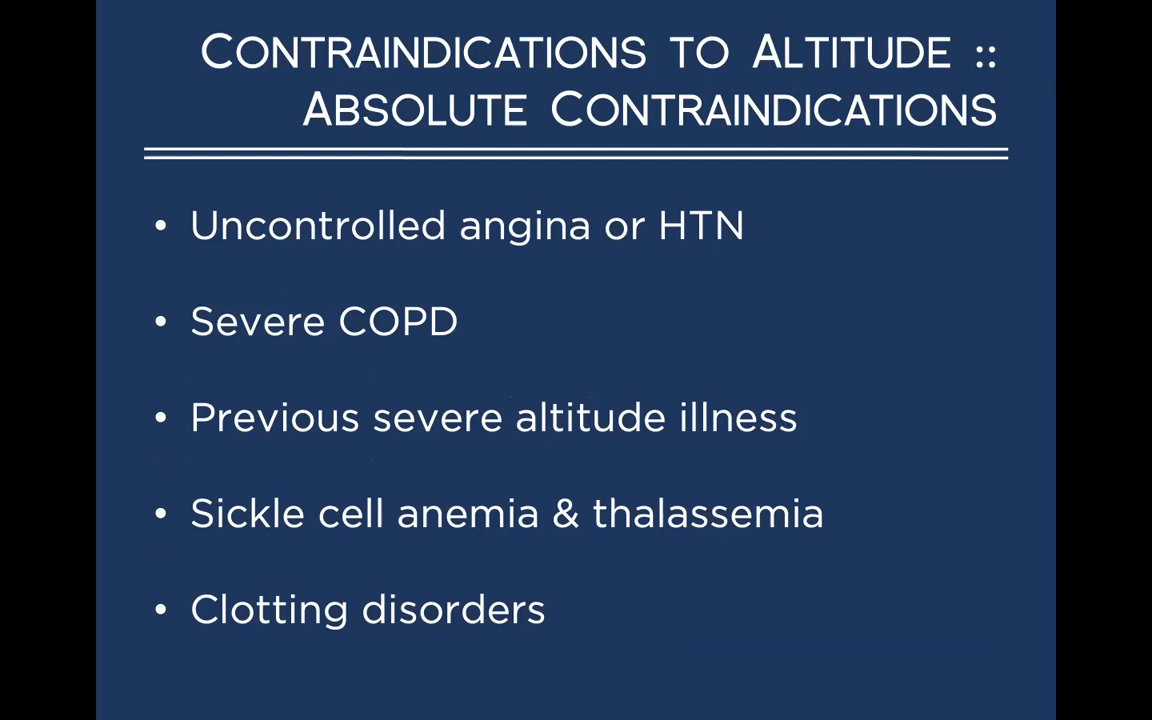 CONTRAINDICATIONS TO ALTITUDE ::
ABSOLUTE CONTRAINDICATIONS
• Uncontrolled angina or HTN
• Severe COPD
• Previous severe altitude illness
• Sickle cell anemia & thalassemia
• Clotting disorders